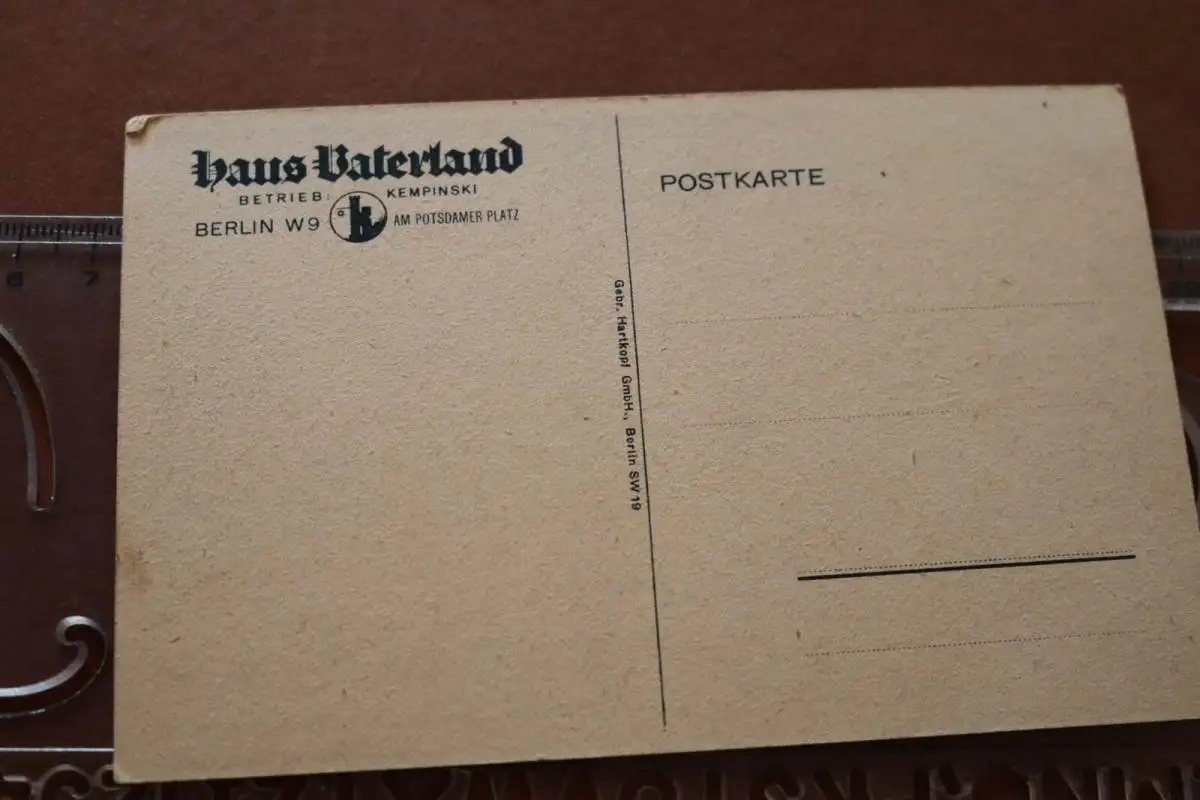 Haus Vaterland
BETRIEB: KEMPINSKI
BERLIN W9 AM POTSDAMER PLATZ
POSTKARTE
Gebr. Hartkopf GmbH., Berlin SW 19